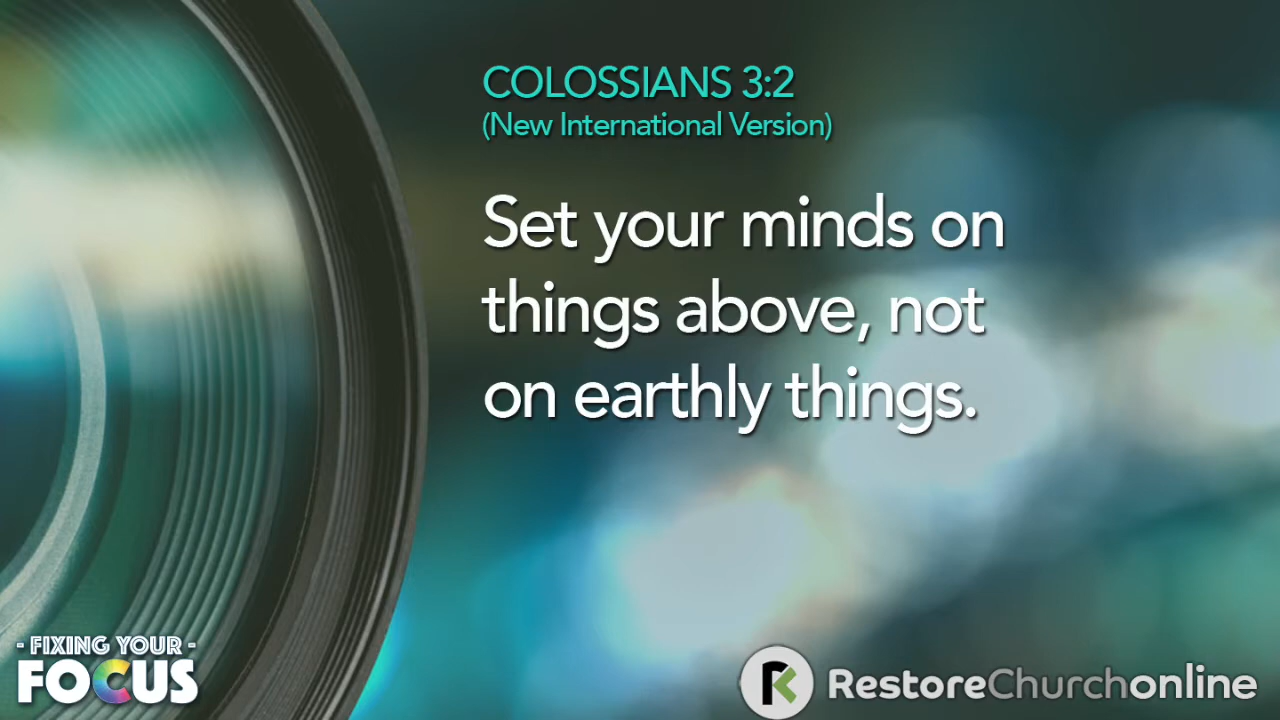 COLOSSIANS 3:2
(New International Version)
Set your minds on
things above, not
on earthly things.
- FIXING YOUR -
FOCUS
RestoreChurchonline